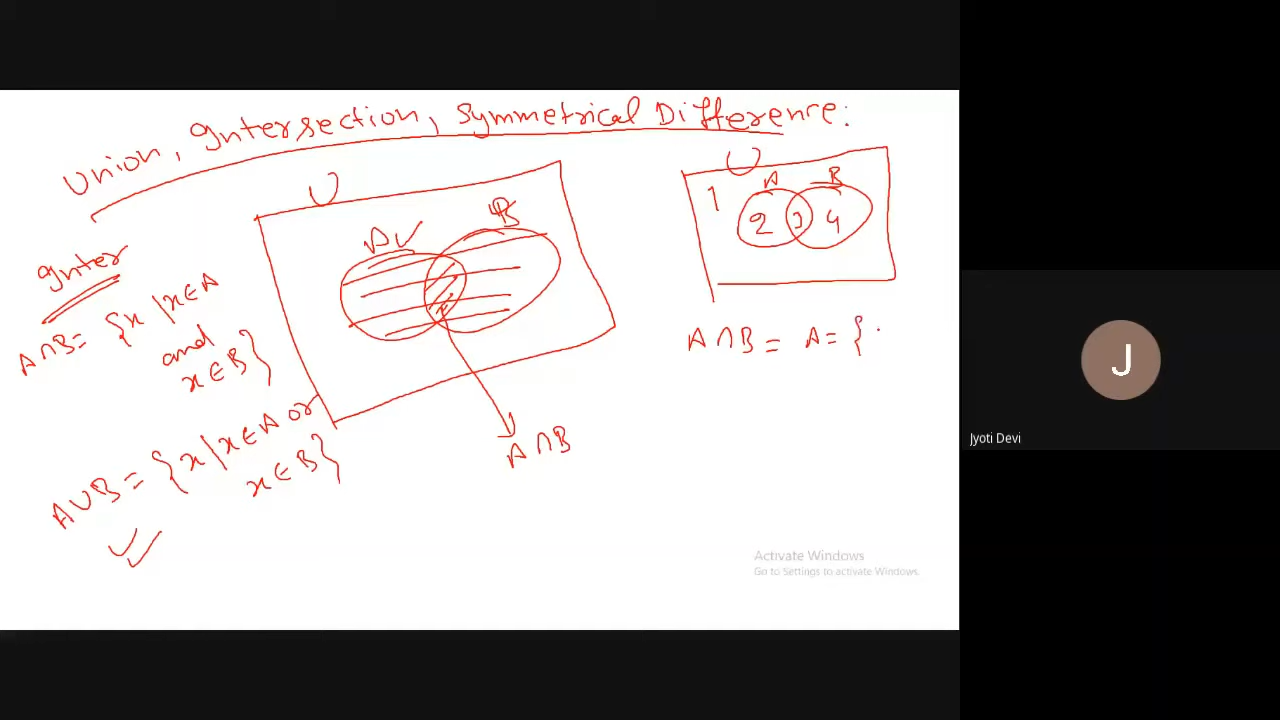 Union, Intersection, Symmetrical Difference:
U
A
B
Inter
A∩B = {x | x∈A
and
x∈B}
A∪B = {x | x∈A or
x∈B}
A∩B
U
1
A
B
2
3
4
A∩B = A = {
Activate Windows
Go to Settings to activate Windows.
J
Jyoti Devi